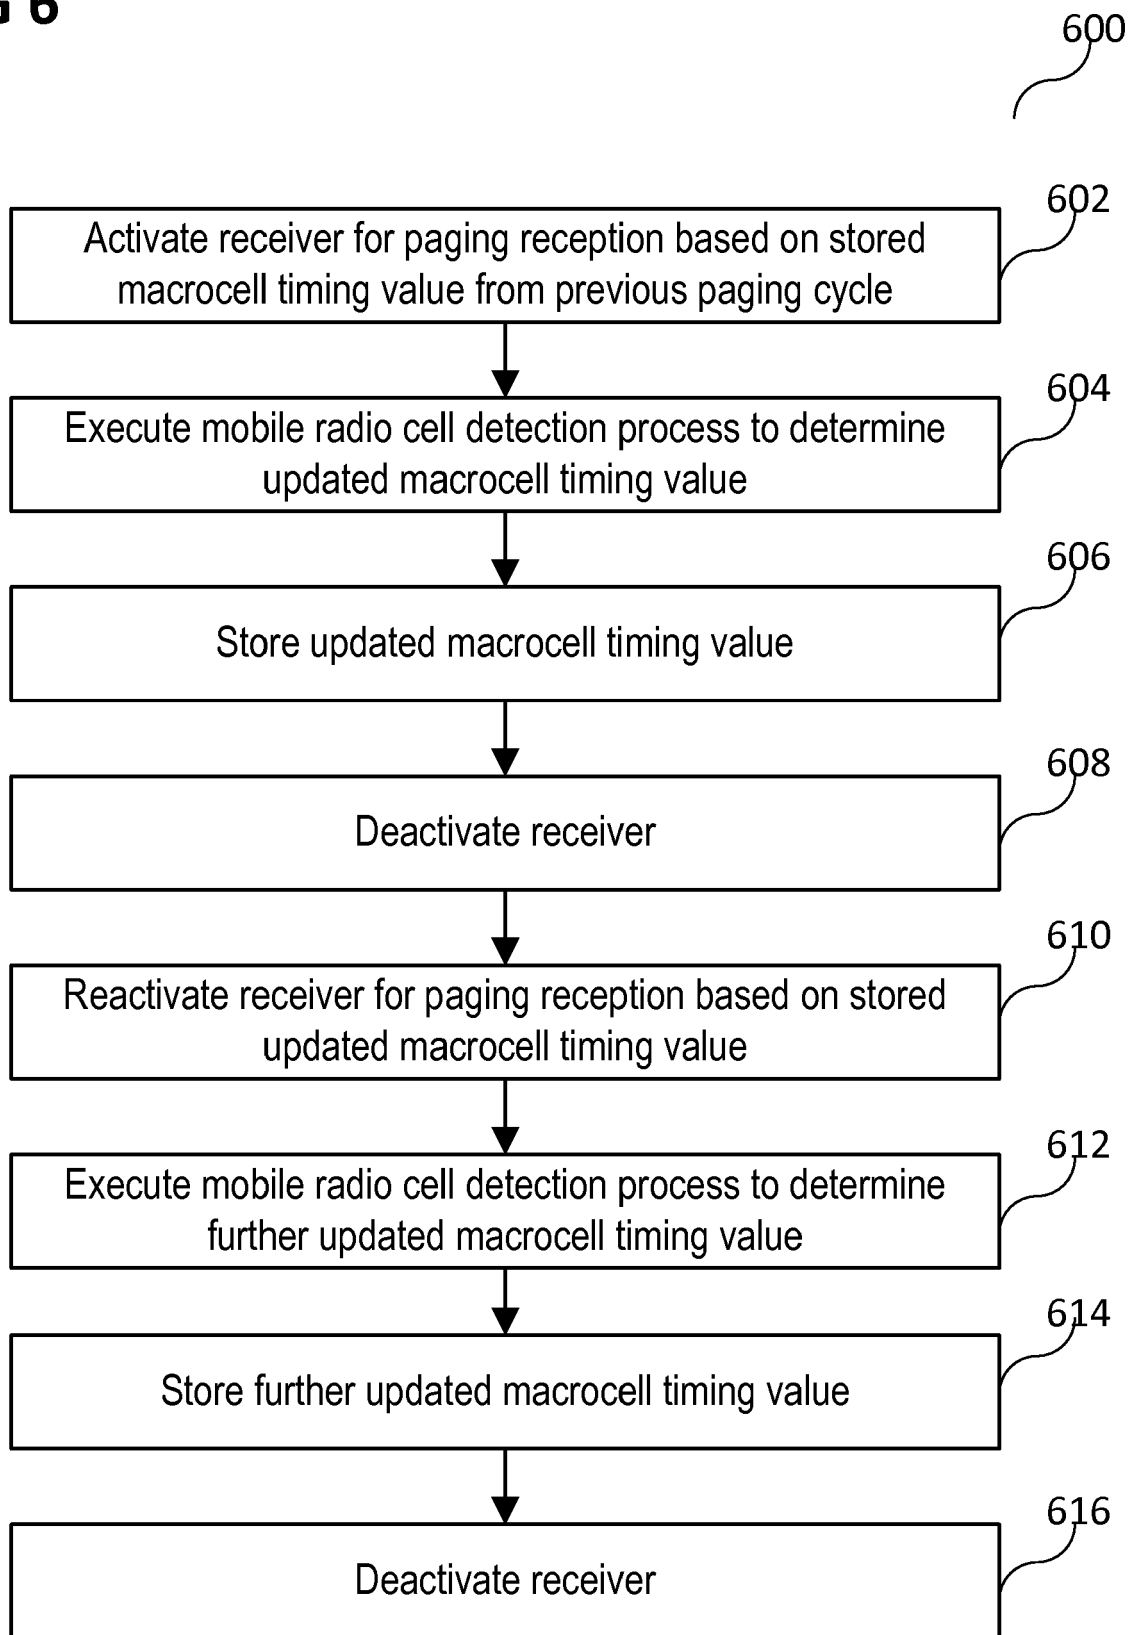 G 6
600
602
Activate receiver for paging reception based on stored
macrocell timing value from previous paging cycle
604
Execute mobile radio cell detection process to determine
updated macrocell timing value
606
Store updated macrocell timing value
608
Deactivate receiver
610
Reactivate receiver for paging reception based on stored
updated macrocell timing value
612
Execute mobile radio cell detection process to determine
further updated macrocell timing value
614
Store further updated macrocell timing value
616
Deactivate receiver